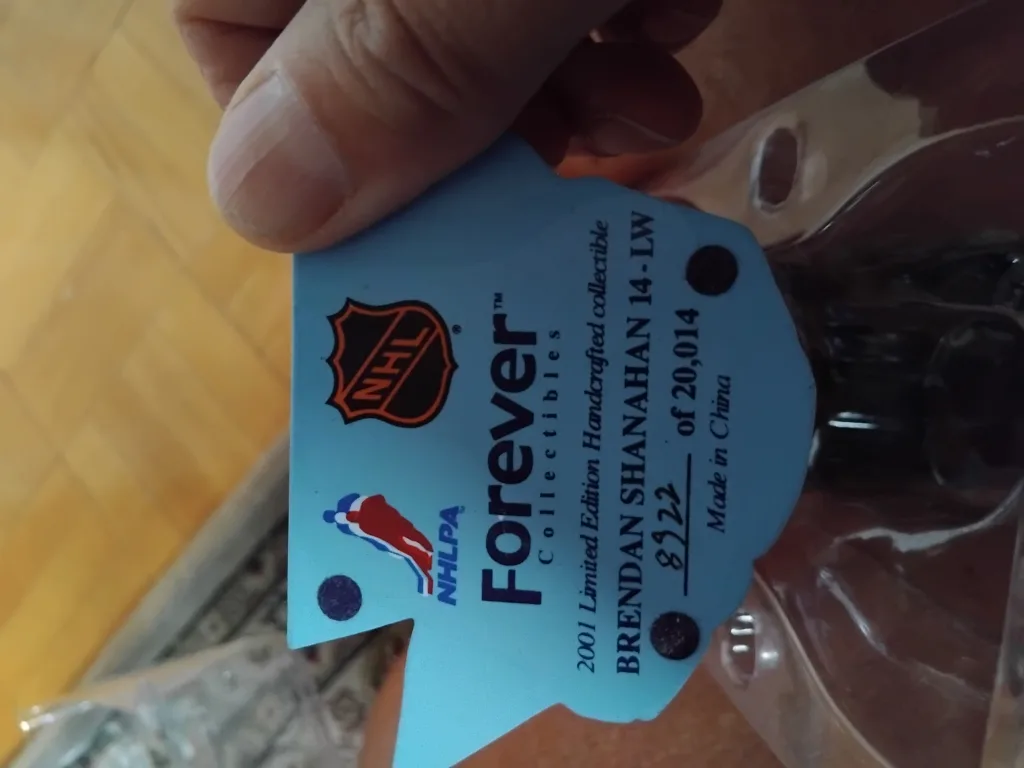 NHLPA
NHL ®
Forever™
Collectibles
2001 Limited Edition Handcrafted collectible
BRENDAN SHANAHAN 14 - LW
8922 of 20,014
Made in China